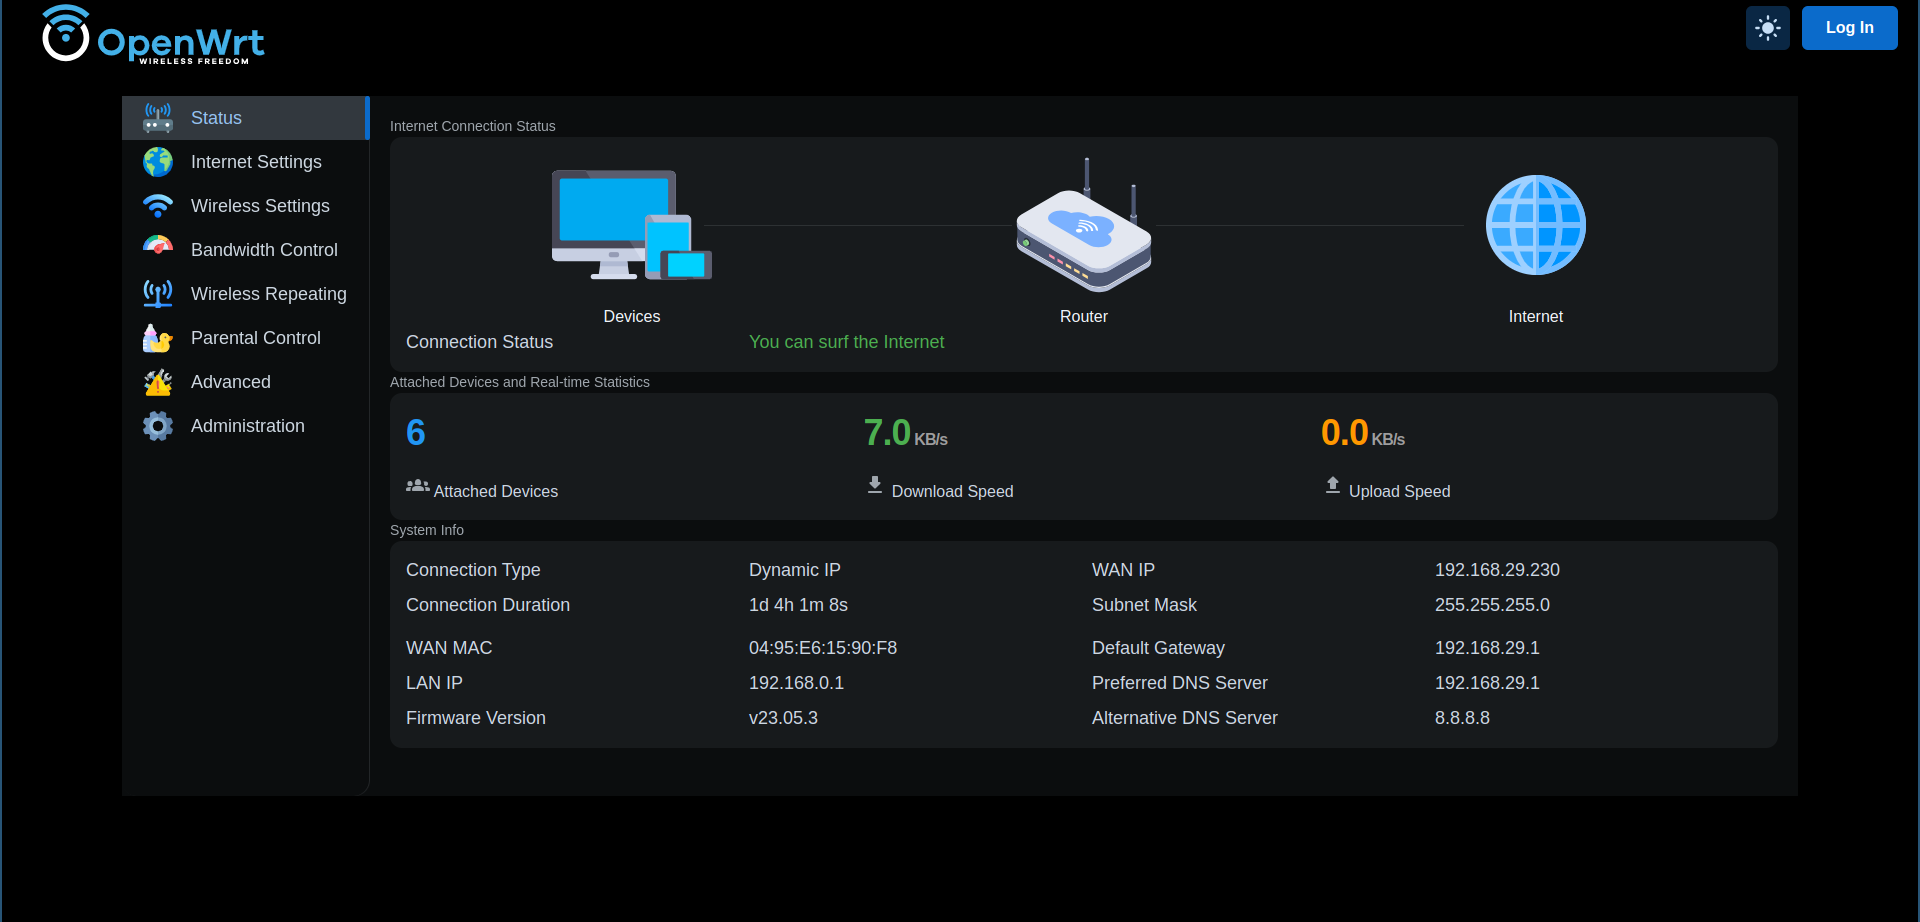 OpenWrt
WIRELESS FREEDOM
Log In
Status
Internet Settings
Wireless Settings
Bandwidth Control
Wireless Repeating
Parental Control
Advanced
Administration
Internet Connection Status
Devices
Router
Internet
Connection Status You can surf the Internet
Attached Devices and Real-time Statistics
6 7.0 KB/s 0.0 KB/s
Attached Devices Download Speed Upload Speed
System Info
Connection Type Dynamic IP WAN IP 192.168.29.230
Connection Duration 1d 4h 1m 8s Subnet Mask 255.255.255.0
WAN MAC 04:95:E6:15:90:F8 Default Gateway 192.168.29.1
LAN IP 192.168.0.1 Preferred DNS Server 192.168.29.1
Firmware Version v23.05.3 Alternative DNS Server 8.8.8.8